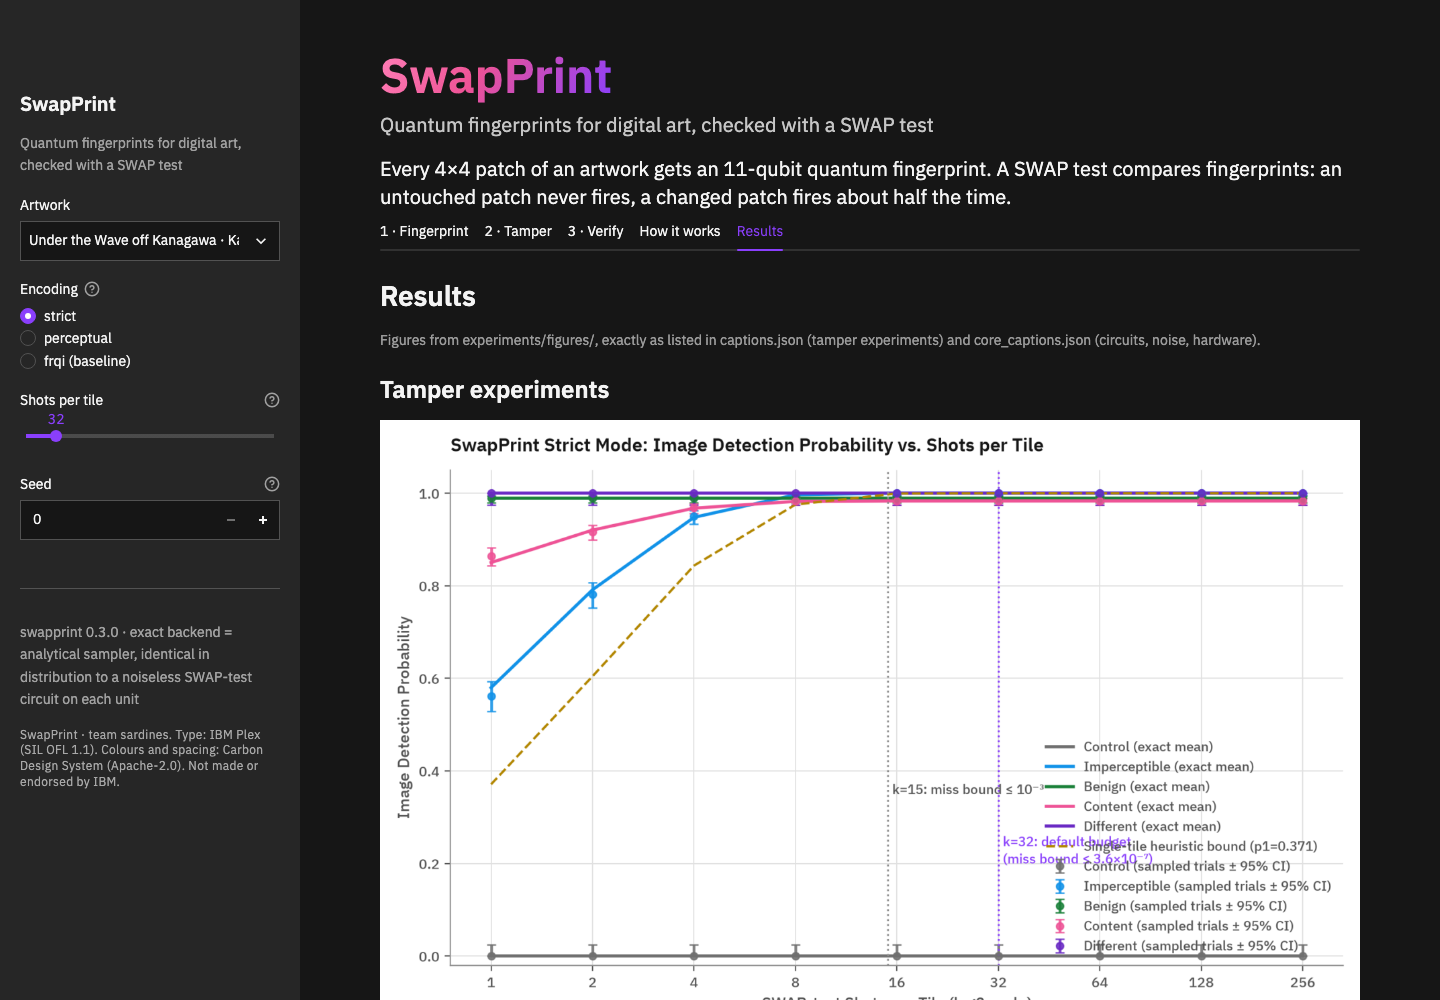 SwapPrint
Quantum fingerprints for digital art,
checked with a SWAP test
Artwork
Under the Wave off Kanagawa · Ka
Encoding
strict
perceptual
frqi (baseline)
Shots per tile
32
Seed
0
swapprint 0.3.0 · exact backend =
analytical sampler, identical in
distribution to a noiseless SWAP-test
circuit on each unit
SwapPrint · team sardines. Type: IBM Plex
(SIL OFL 1.1). Colours and spacing: Carbon
Design System (Apache-2.0). Not made or
endorsed by IBM.
SwapPrint
Quantum fingerprints for digital art, checked with a SWAP test
Every 4×4 patch of an artwork gets an 11-qubit quantum fingerprint. A SWAP test compares fingerprints: an
untouched patch never fires, a changed patch fires about half the time.
1 · Fingerprint 2 · Tamper 3 · Verify How it works Results
Results
Figures from experiments/figures/, exactly as listed in captions.json (tamper experiments) and core_captions.json (circuits, noise, hardware).
Tamper experiments
SwapPrint Strict Mode: Image Detection Probability vs. Shots per Tile
Image Detection Probability
1.0
0.8
0.6
0.4
0.2
0.0
k=15: miss bound ≤ 10⁻³
k=32: default budget
(miss bound ≤ 3.6×10⁻⁷)
Control (exact mean)
Imperceptible (exact mean)
Benign (exact mean)
Content (exact mean)
Different (exact mean)
Single-tile heuristic bound (p1=0.371)
Control (sampled trials ± 95% CI)
Imperceptible (sampled trials ± 95% CI)
Benign (sampled trials ± 95% CI)
Content (sampled trials ± 95% CI)
Different (sampled trials ± 95% CI)
1 2 4 8 16 32 64 128 256